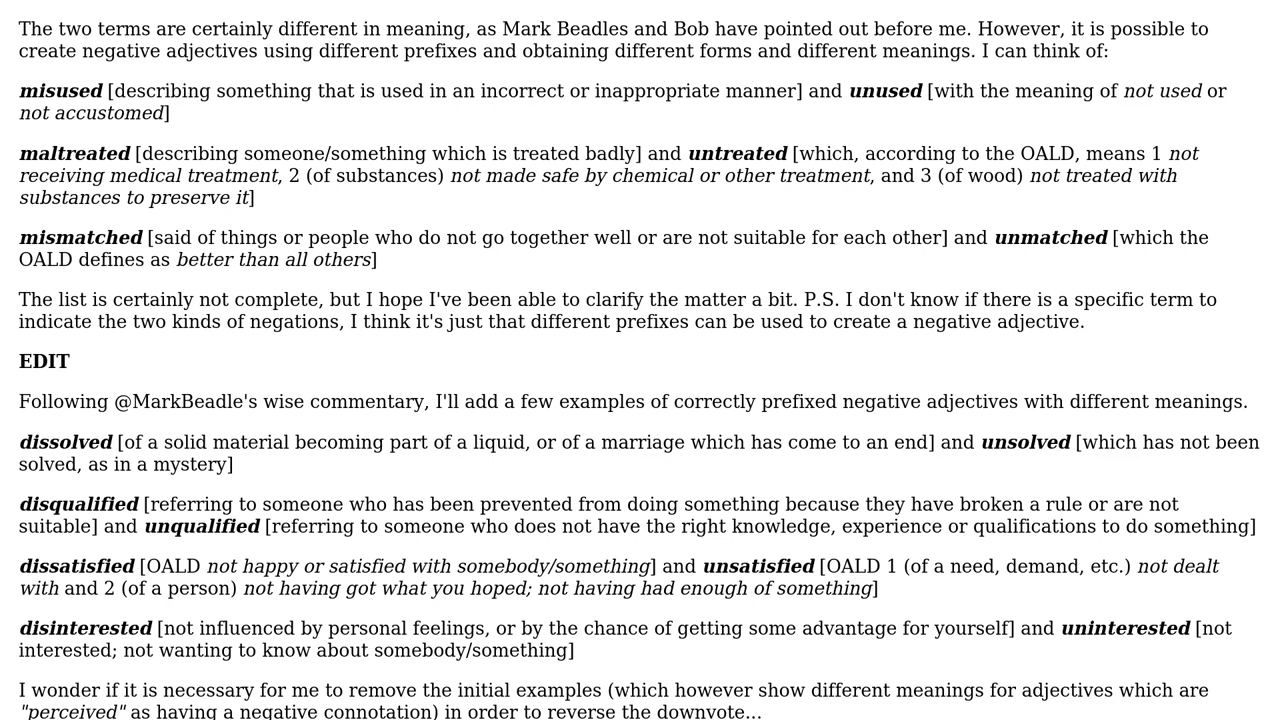 The two terms are certainly different in meaning, as Mark Beadles and Bob have pointed out before me. However, it is possible to
create negative adjectives using different prefixes and obtaining different forms and different meanings. I can think of:
misused [describing something that is used in an incorrect or inappropriate manner] and unused [with the meaning of not used or
not accustomed]
maltreated [describing someone/something which is treated badly] and untreated [which, according to the OALD, means 1 not
receiving medical treatment, 2 (of substances) not made safe by chemical or other treatment, and 3 (of wood) not treated with
substances to preserve it]
mismatched [said of things or people who do not go together well or are not suitable for each other] and unmatched [which the
OALD defines as better than all others]
The list is certainly not complete, but I hope I've been able to clarify the matter a bit. P.S. I don't know if there is a specific term to
indicate the two kinds of negations, I think it's just that different prefixes can be used to create a negative adjective.
EDIT
Following @MarkBeadle's wise commentary, I'll add a few examples of correctly prefixed negative adjectives with different meanings.
dissolved [of a solid material becoming part of a liquid, or of a marriage which has come to an end] and unsolved [which has not been
solved, as in a mystery]
disqualified [referring to someone who has been prevented from doing something because they have broken a rule or are not
suitable] and unqualified [referring to someone who does not have the right knowledge, experience or qualifications to do something]
dissatisfied [OALD not happy or satisfied with somebody/something] and unsatisfied [OALD 1 (of a need, demand, etc.) not dealt
with and 2 (of a person) not having got what you hoped; not having had enough of something]
disinterested [not influenced by personal feelings, or by the chance of getting some advantage for yourself] and uninterested [not
interested; not wanting to know about somebody/something]
I wonder if it is necessary for me to remove the initial examples (which however show different meanings for adjectives which are
"perceived" as having a negative connotation) in order to reverse the downvote...